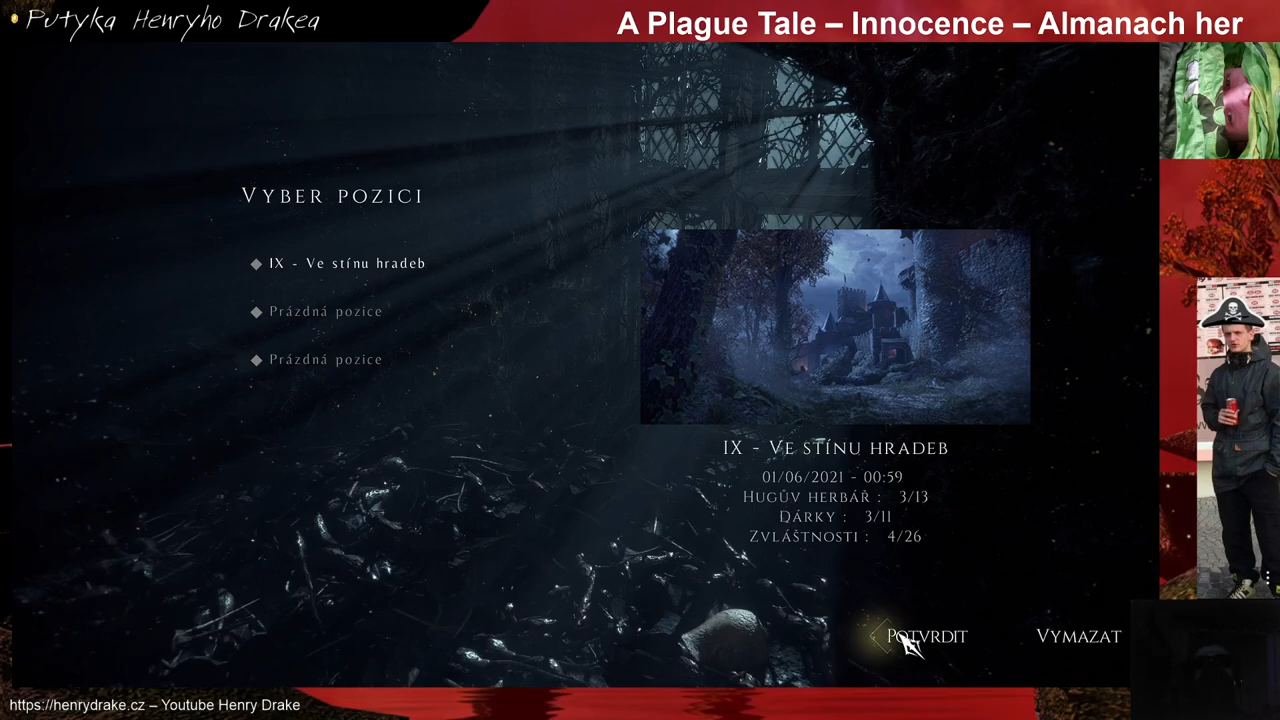 Putyka Henryho Drakea
A Plague Tale – Innocence – Almanach her
Vyber pozici
IX - Ve stínu hradeb
Prázdná pozice
Prázdná pozice
IX - Ve stínu hradeb
01/06/2021 - 00:59
Hugův herbář : 3/13
Dárky : 3/11
Zvláštnosti : 4/26
Potvrdit
Vymazat
https://henrydrake.cz – Youtube Henry Drake